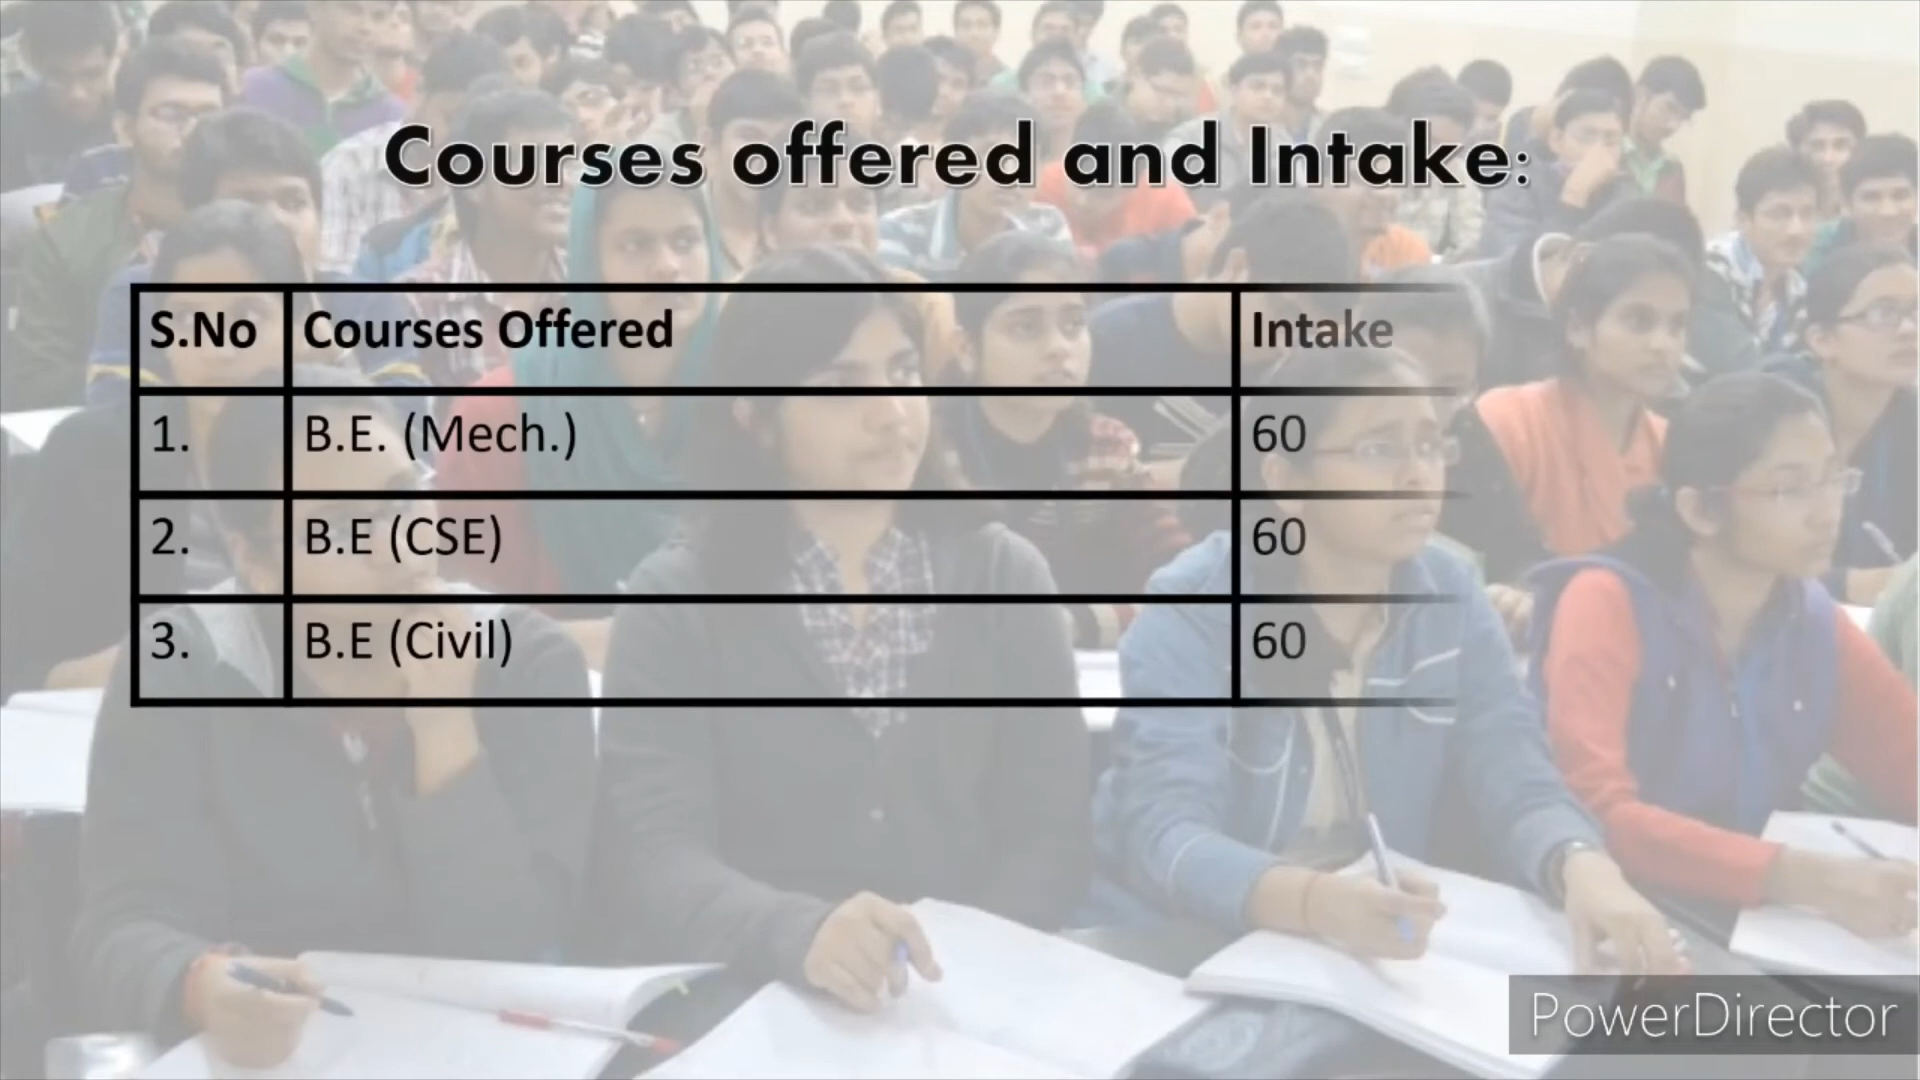 Courses offered and Intake:
S.No Courses Offered Intake
1. B.E. (Mech.) 60
2. B.E (CSE) 60
3. B.E (Civil) 60
PowerDirector